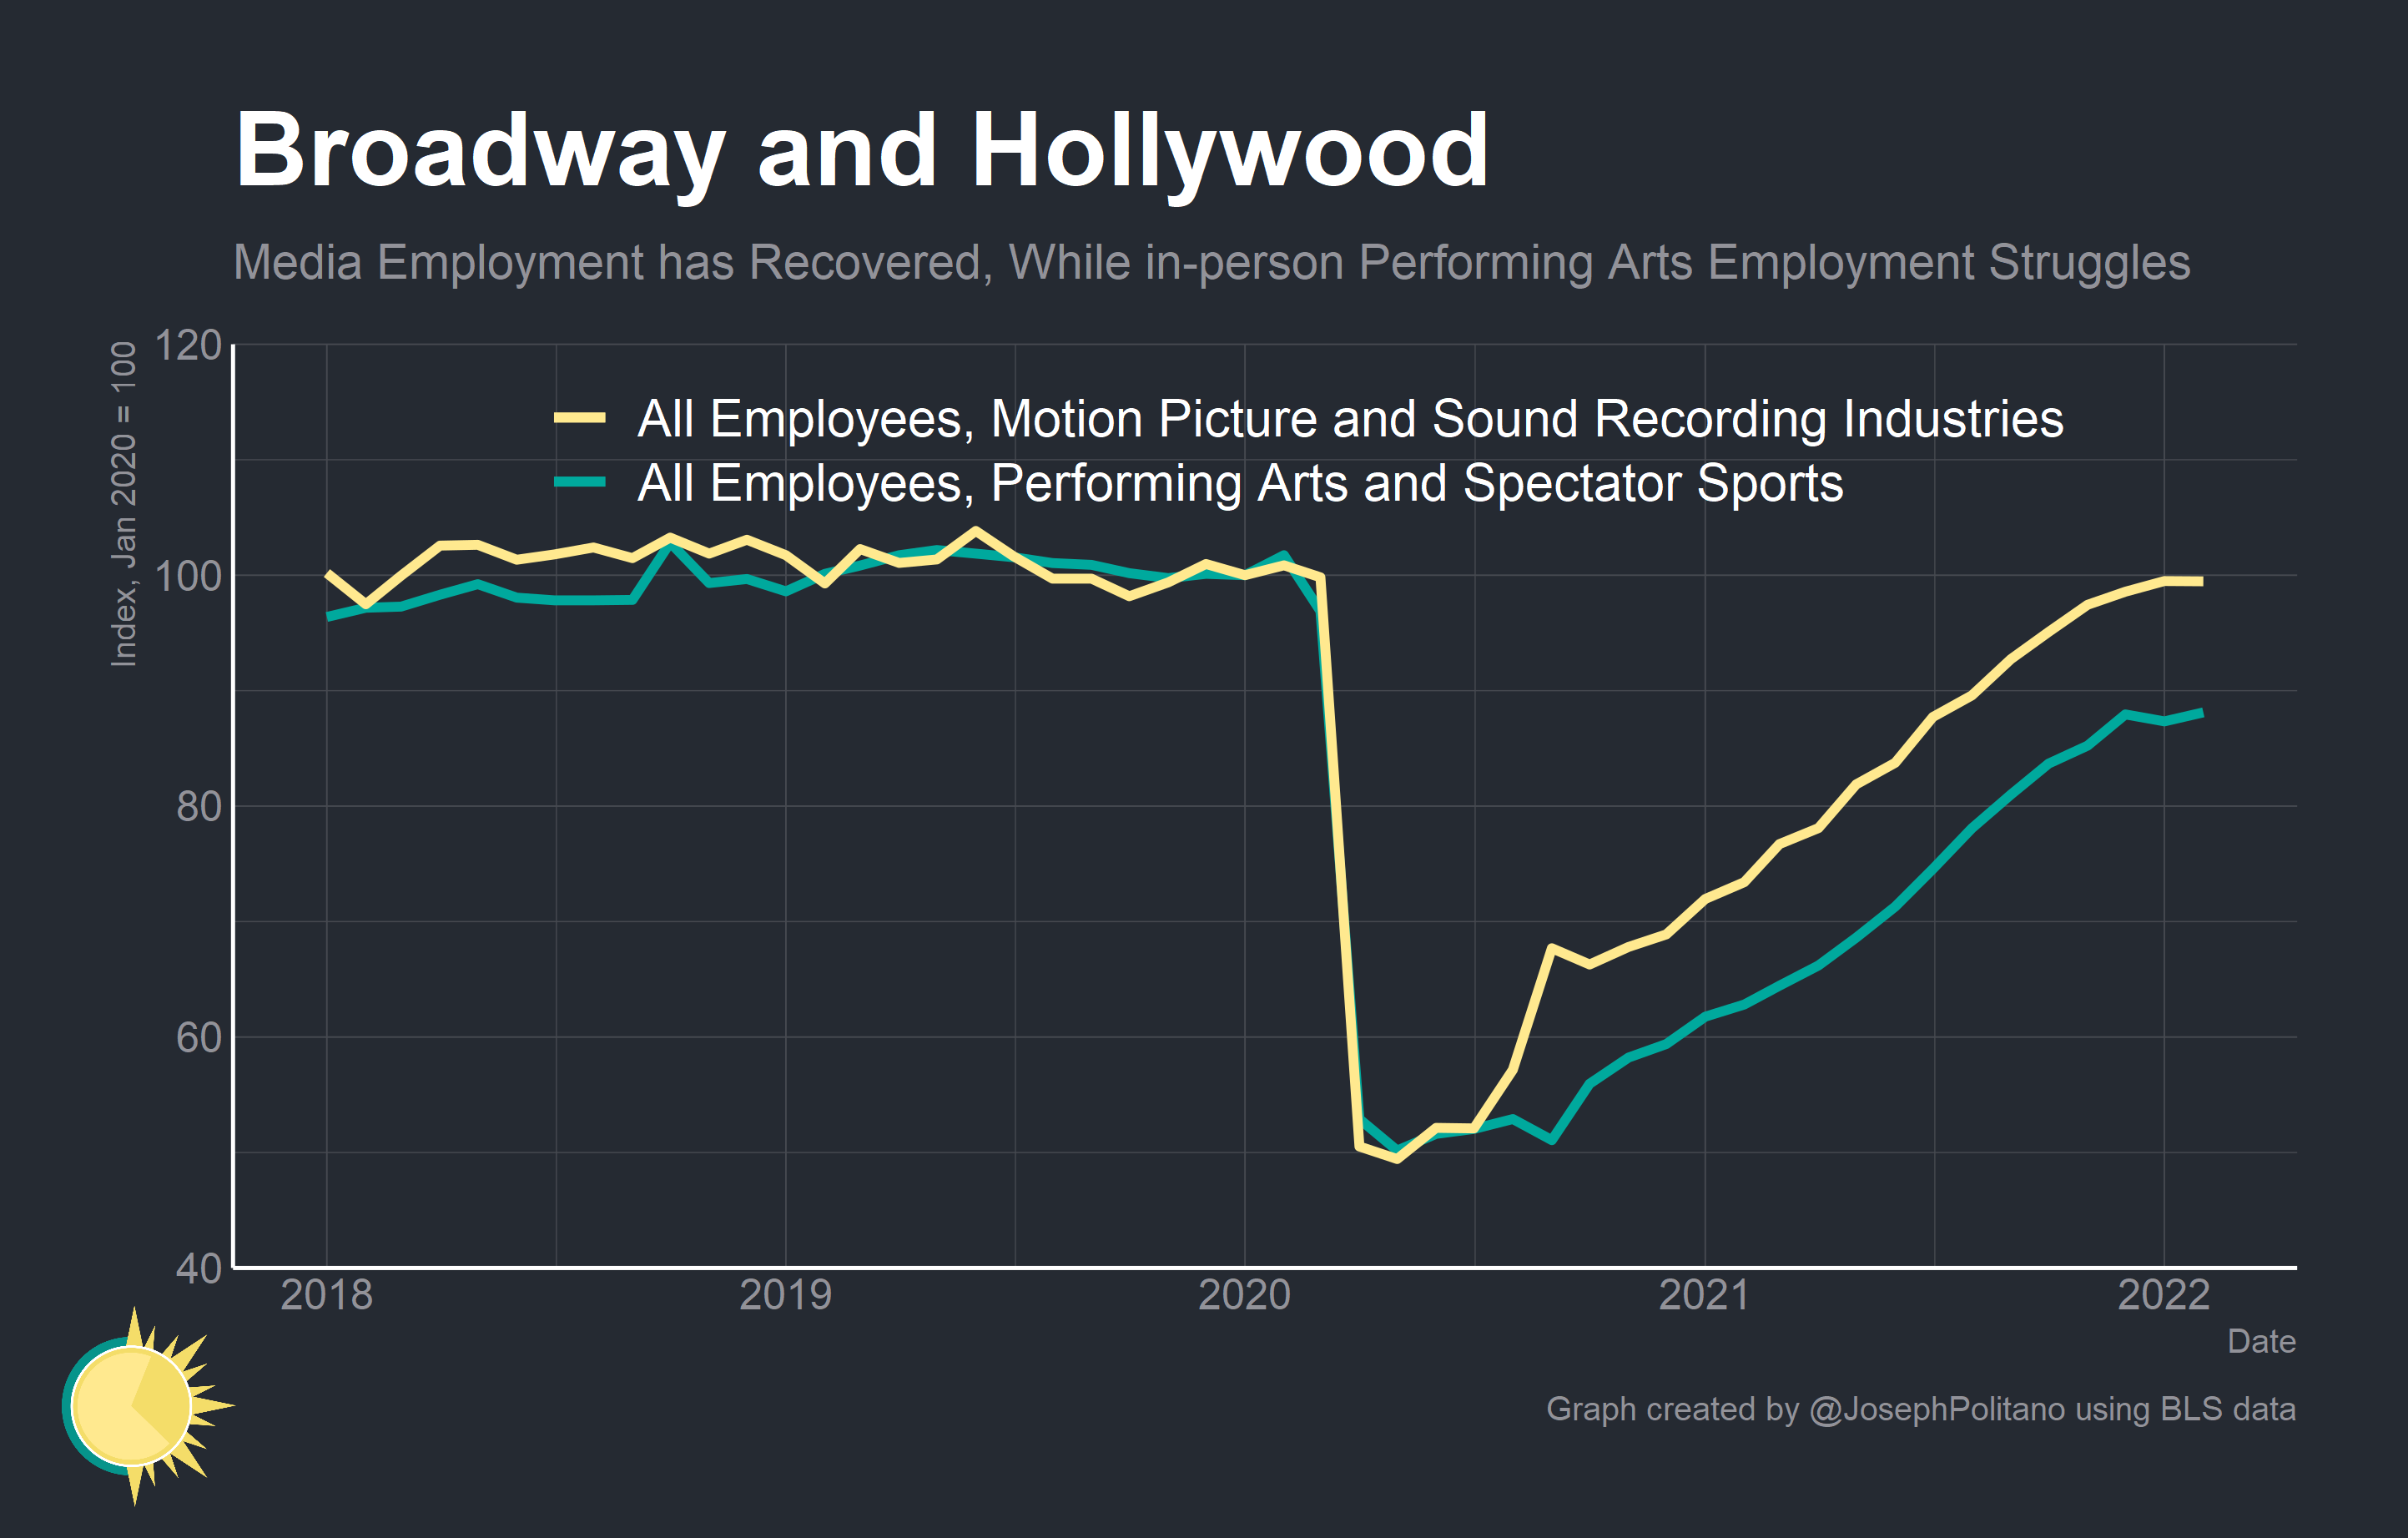 Broadway and Hollywood
Media Employment has Recovered, While in-person Performing Arts Employment Struggles
Index, Jan 2020 = 100
120
100
80
60
40
All Employees, Motion Picture and Sound Recording Industries
All Employees, Performing Arts and Spectator Sports
2018
2019
2020
2021
2022
Date
Graph created by @JosephPolitano using BLS data